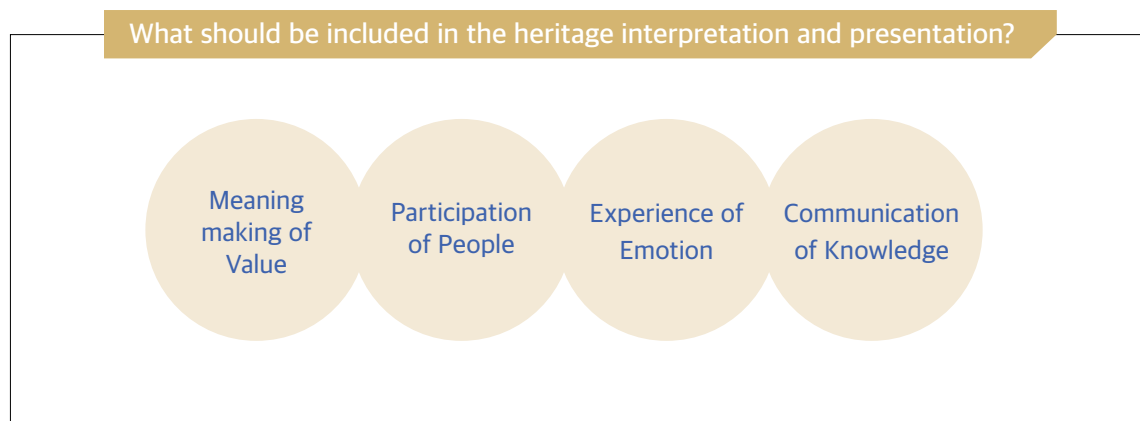 What should be included in the heritage interpretation and presentation?
Meaning
making of
Value
Participation
of People
Experience of
Emotion
Communication
of Knowledge